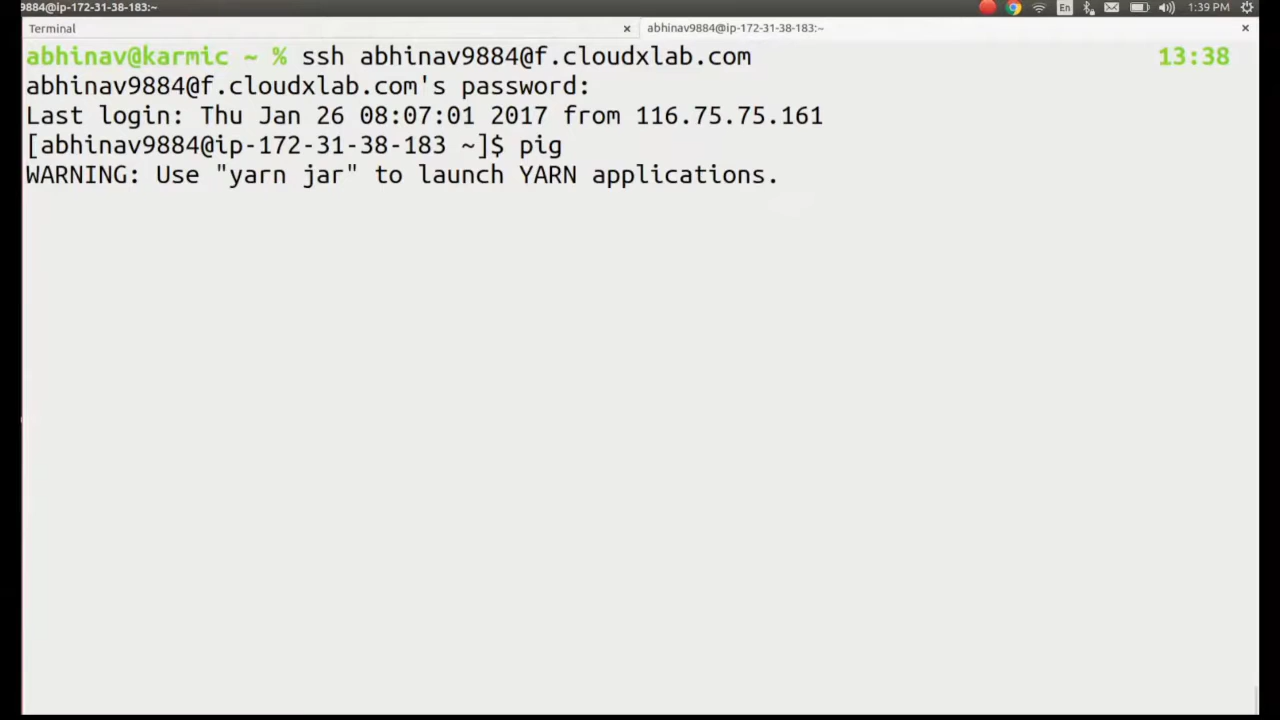 9884@ip-172-31-38-183:~
En
1:39 PM
Terminal
abhinav9884@ip-172-31-38-183:~
abhinav@karmic ~ % ssh abhinav9884@f.cloudxlab.com 13:38
abhinav9884@f.cloudxlab.com's password:
Last login: Thu Jan 26 08:07:01 2017 from 116.75.75.161
[abhinav9884@ip-172-31-38-183 ~]$ pig
WARNING: Use "yarn jar" to launch YARN applications.